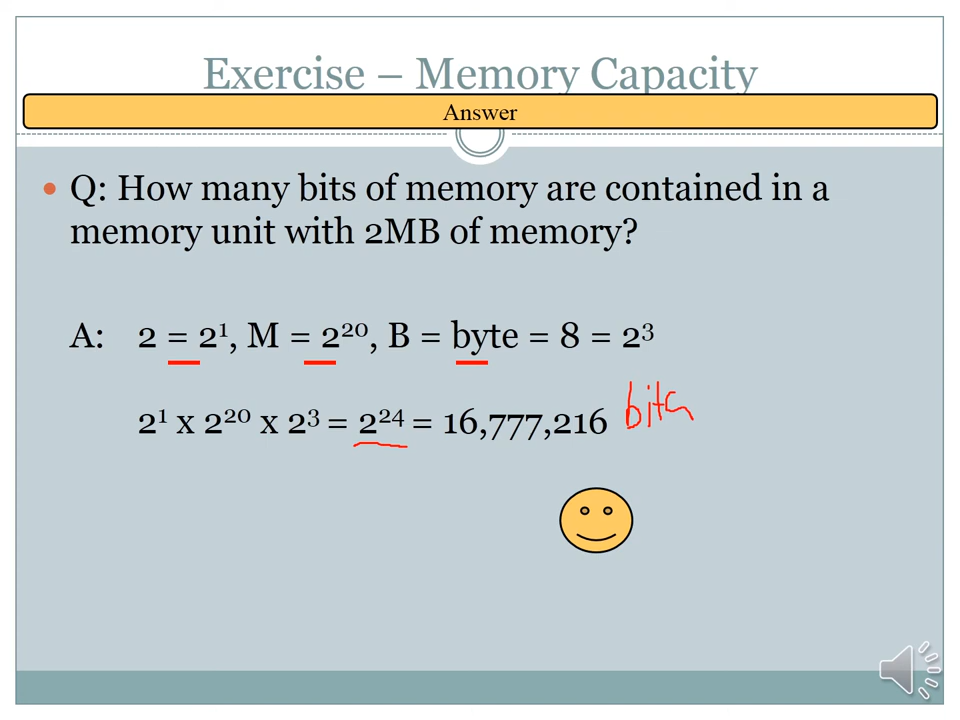 Exercise – Memory Capacity
Answer
• Q: How many bits of memory are contained in a
memory unit with 2MB of memory?
A: 2 = 2¹, M = 2²⁰, B = byte = 8 = 2³
2¹ x 2²⁰ x 2³ = 2²⁴ = 16,777,216 bits